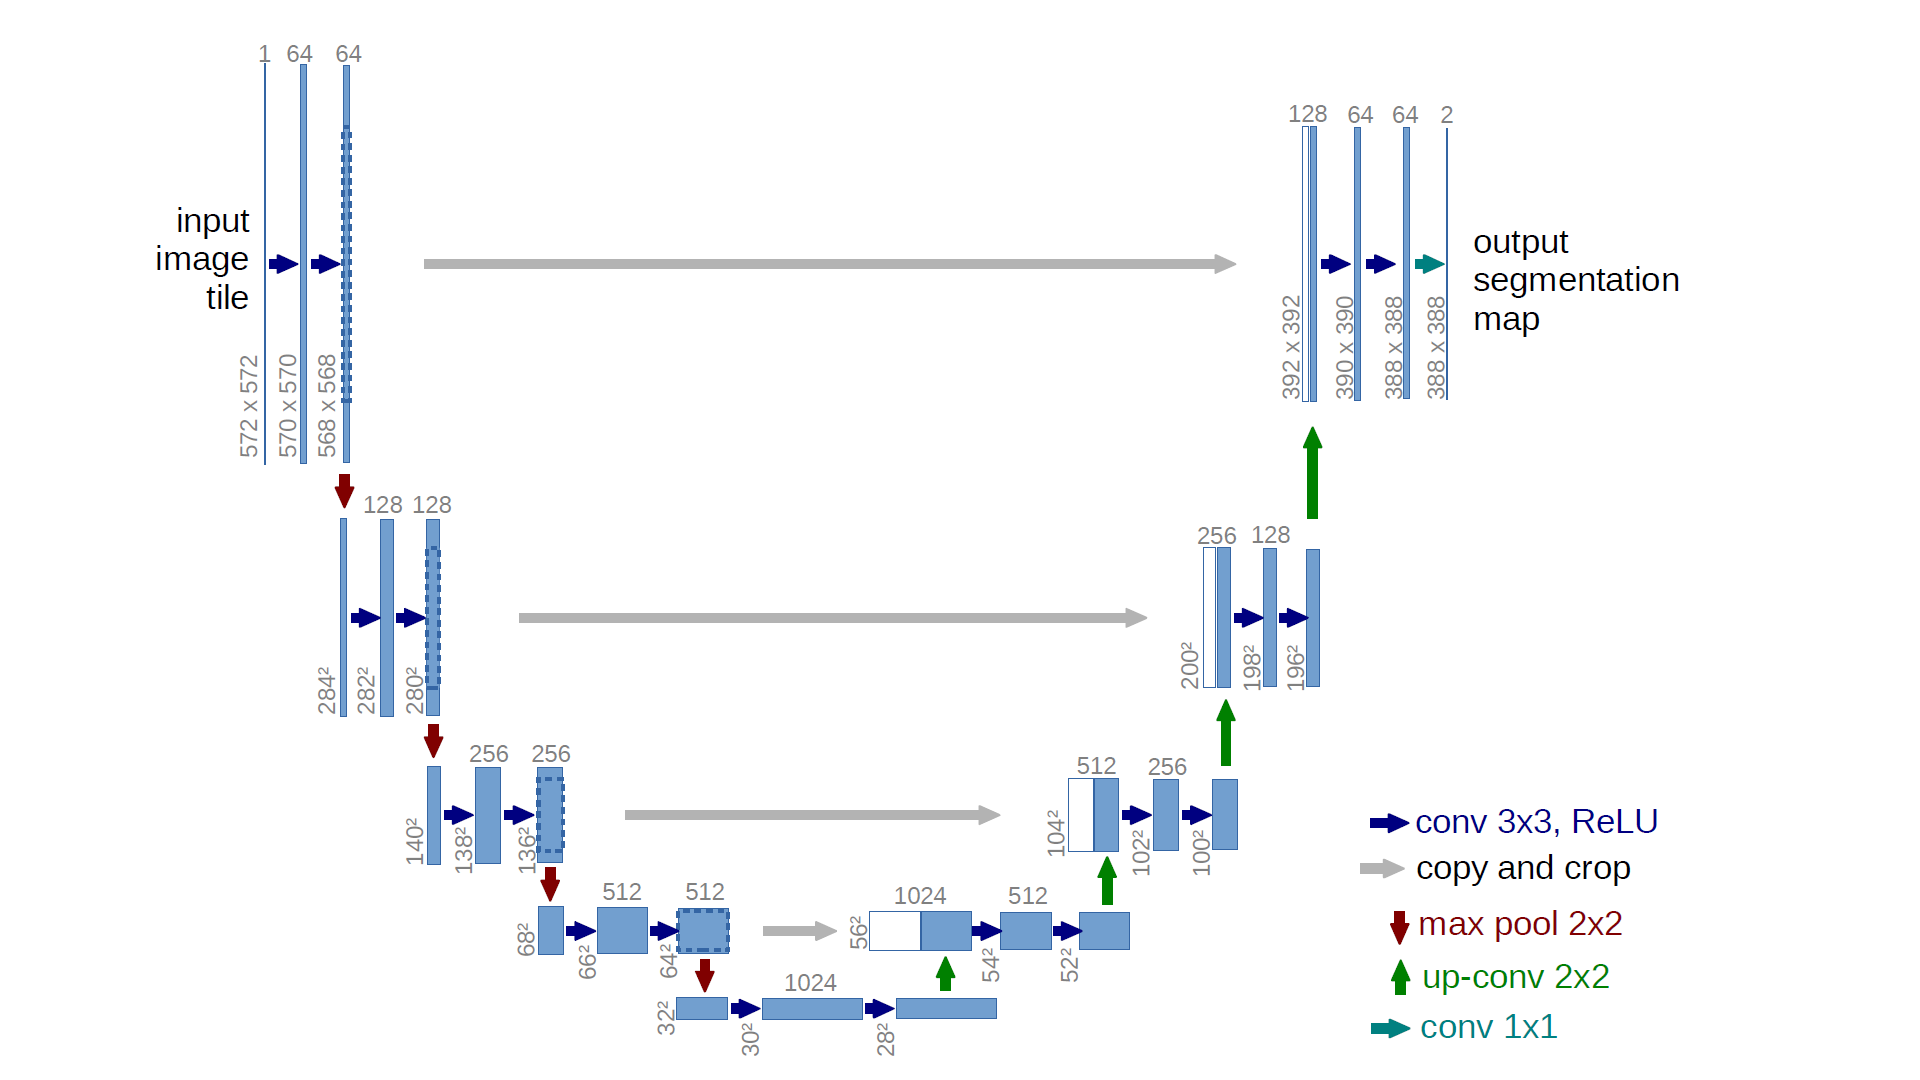 1 64 64
input
image
tile
572 x 572
570 x 570
568 x 568
128 64 64 2
392 x 392
390 x 390
388 x 388
388 x 388
output
segmentation
map
128 128
284²
282²
280²
256 128
200²
198²
196²
256 256
140²
138²
136²
512 256
104²
102²
100²
512 512
68²
66²
64²
1024 512
56²
54²
52²
1024
32²
30²
28²
conv 3x3, ReLU
copy and crop
max pool 2x2
up-conv 2x2
conv 1x1